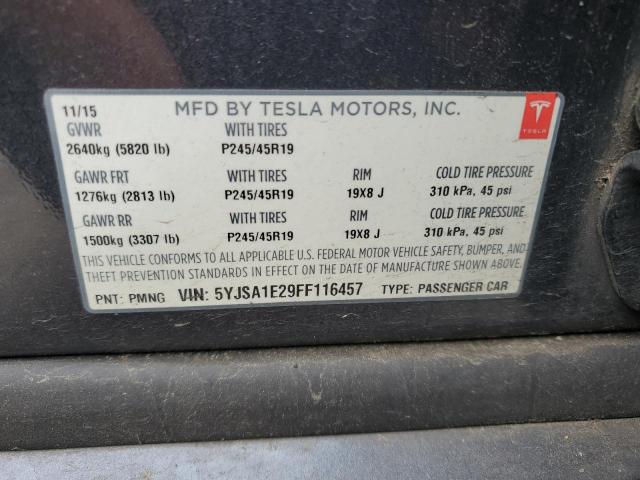 11/15 MFD BY TESLA MOTORS, INC.
GVWR WITH TIRES
2640kg (5820 lb) P245/45R19
TESLA
GAWR FRT WITH TIRES RIM COLD TIRE PRESSURE
1276kg (2813 lb) P245/45R19 19X8 J 310 kPa, 45 psi
GAWR RR WITH TIRES RIM COLD TIRE PRESSURE
1500kg (3307 lb) P245/45R19 19X8 J 310 kPa, 45 psi
THIS VEHICLE CONFORMS TO ALL APPLICABLE U.S. FEDERAL MOTOR VEHICLE SAFETY, BUMPER, AND
THEFT PREVENTION STANDARDS IN EFFECT ON THE DATE OF MANUFACTURE SHOWN ABOVE.
PNT: PMNG VIN: 5YJSA1E29FF116457 TYPE: PASSENGER CAR